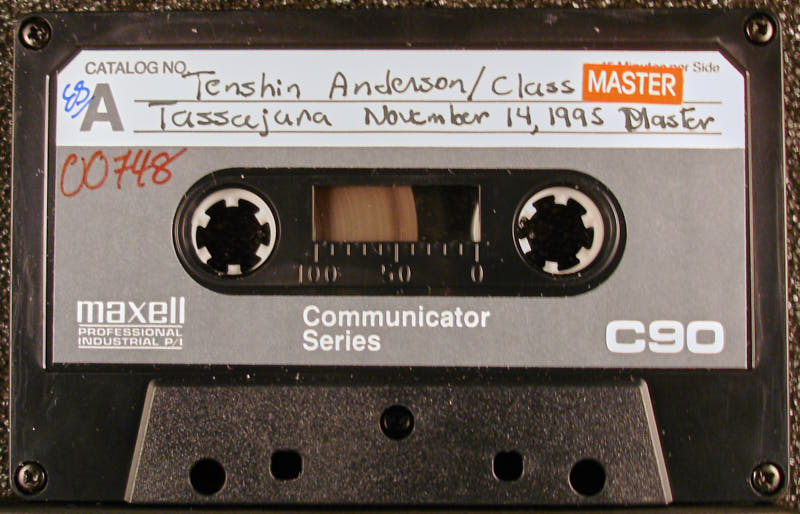 CATALOG NO. 45 Minutes per Side
Tenshin Anderson/Class MASTER
A Tassajara November 14, 1995 Master
00748
100 50 0
maxell
PROFESSIONAL
INDUSTRIAL P/I
Communicator
Series
C90